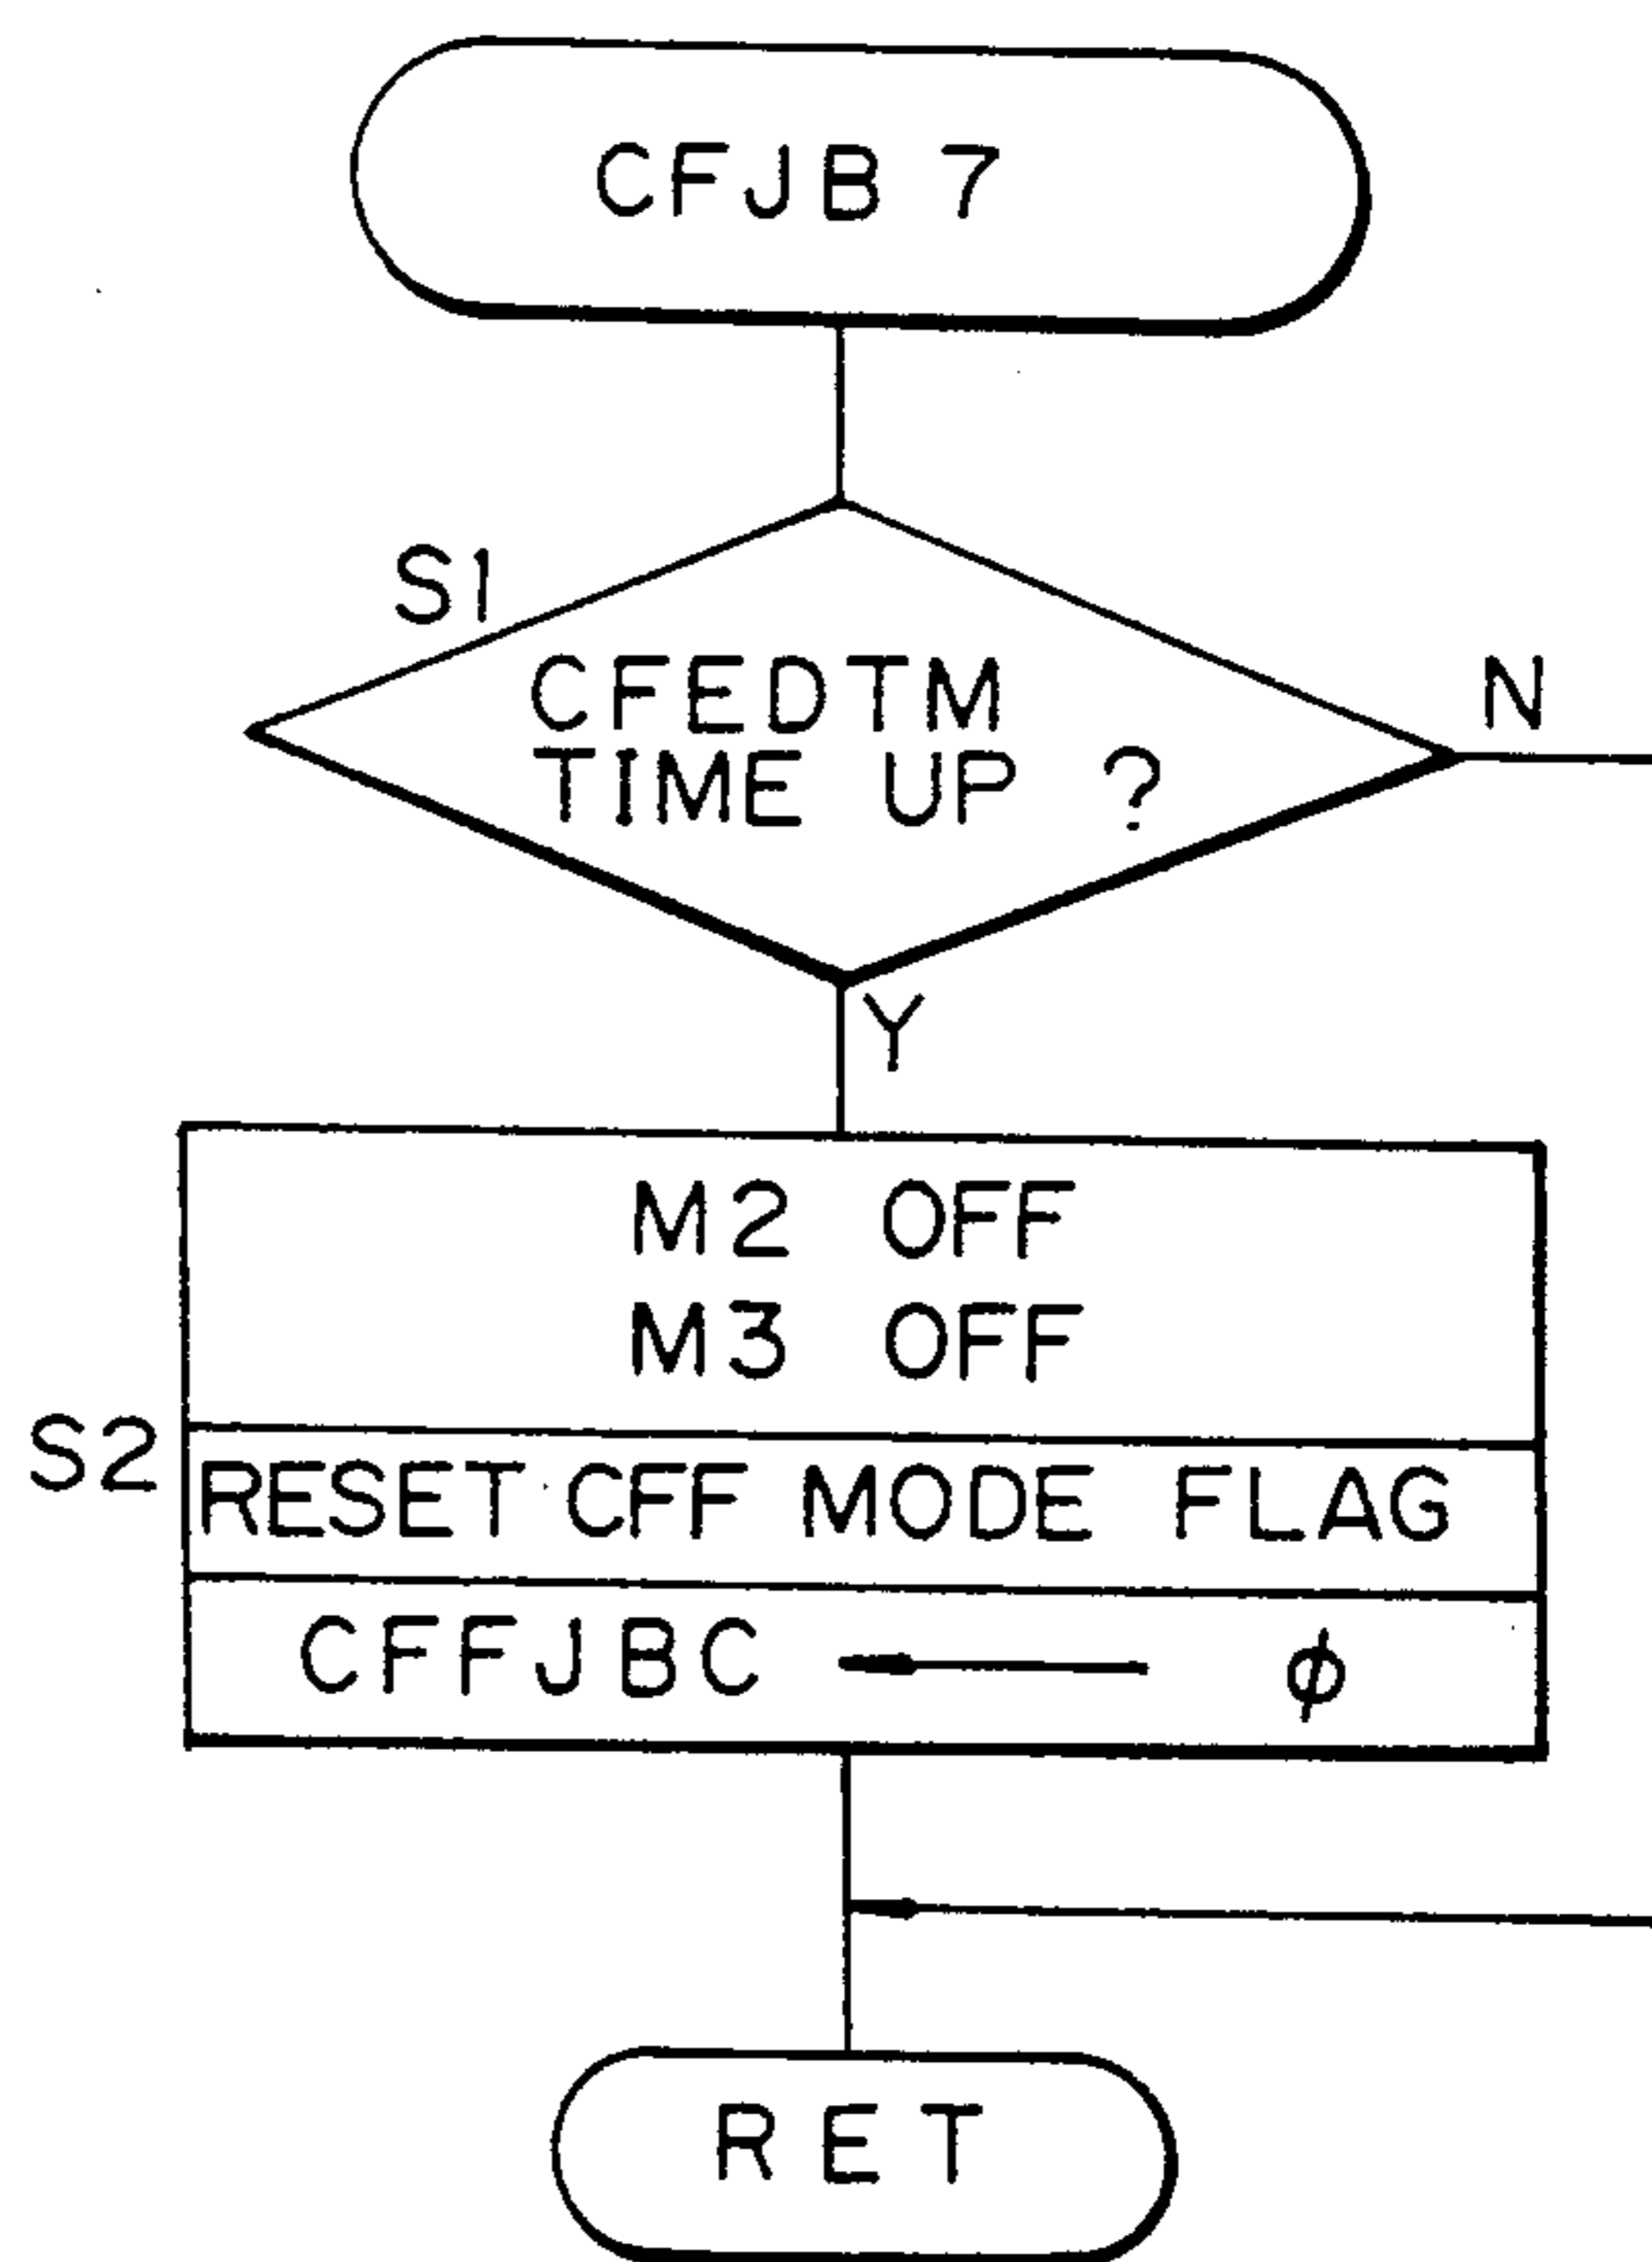 CFJB 7
S1
CFEDTM
TIME UP ?
N
Y
M2 OFF
M3 OFF
S2
RESET CFF MODE FLAG
CFFJBC ← ϕ
RET